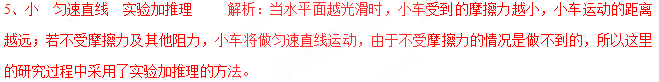 5、小　匀速直线　实验加推理　　解析：当水平面越光滑时，小车受到的摩擦力越小，小车运动的距离
越远；若不受摩擦力及其他阻力，小车将做匀速直线运动，由于不受摩擦力的情况是做不到的，所以这里
的研究过程中采用了实验加推理的方法。